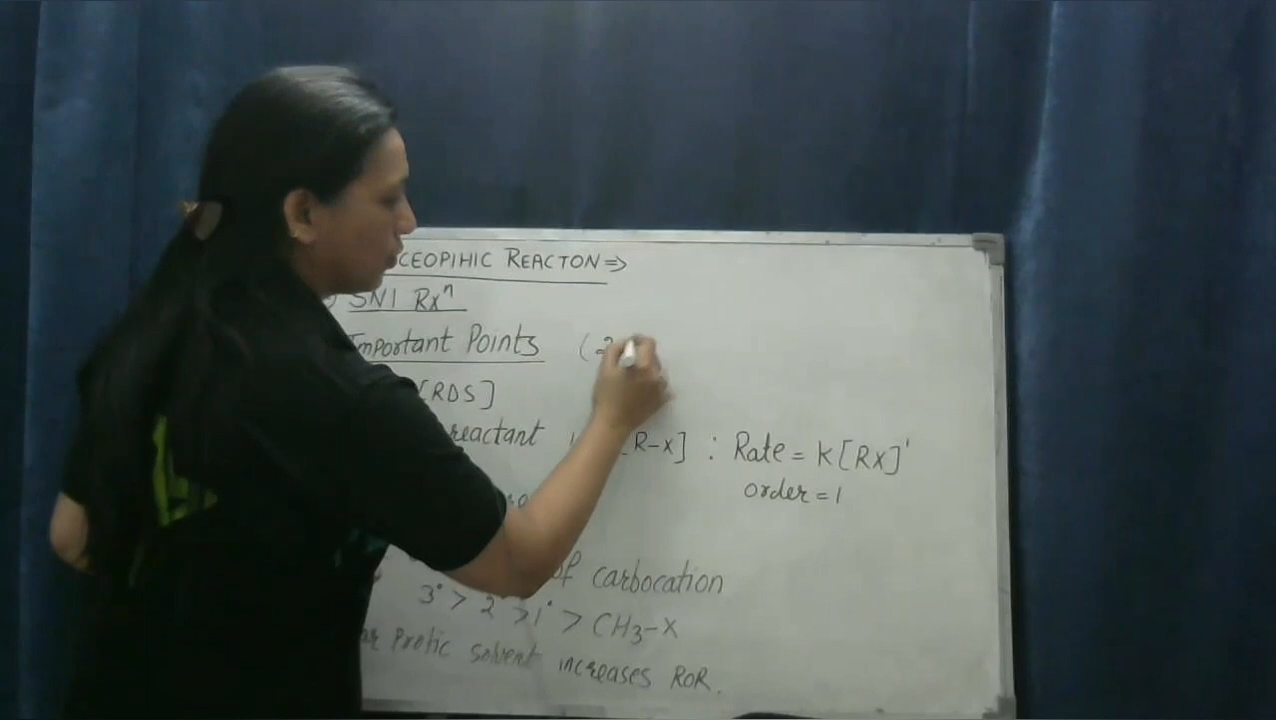 CEOPIHIC REACTON⇒
SN1 Rxⁿ
Important Points (2
[RDS]
reactant [R-X] : Rate = K[RX]¹
order = 1
of carbocation
3° > 2° > 1° > CH3-X
Protic solvent increases ROR.